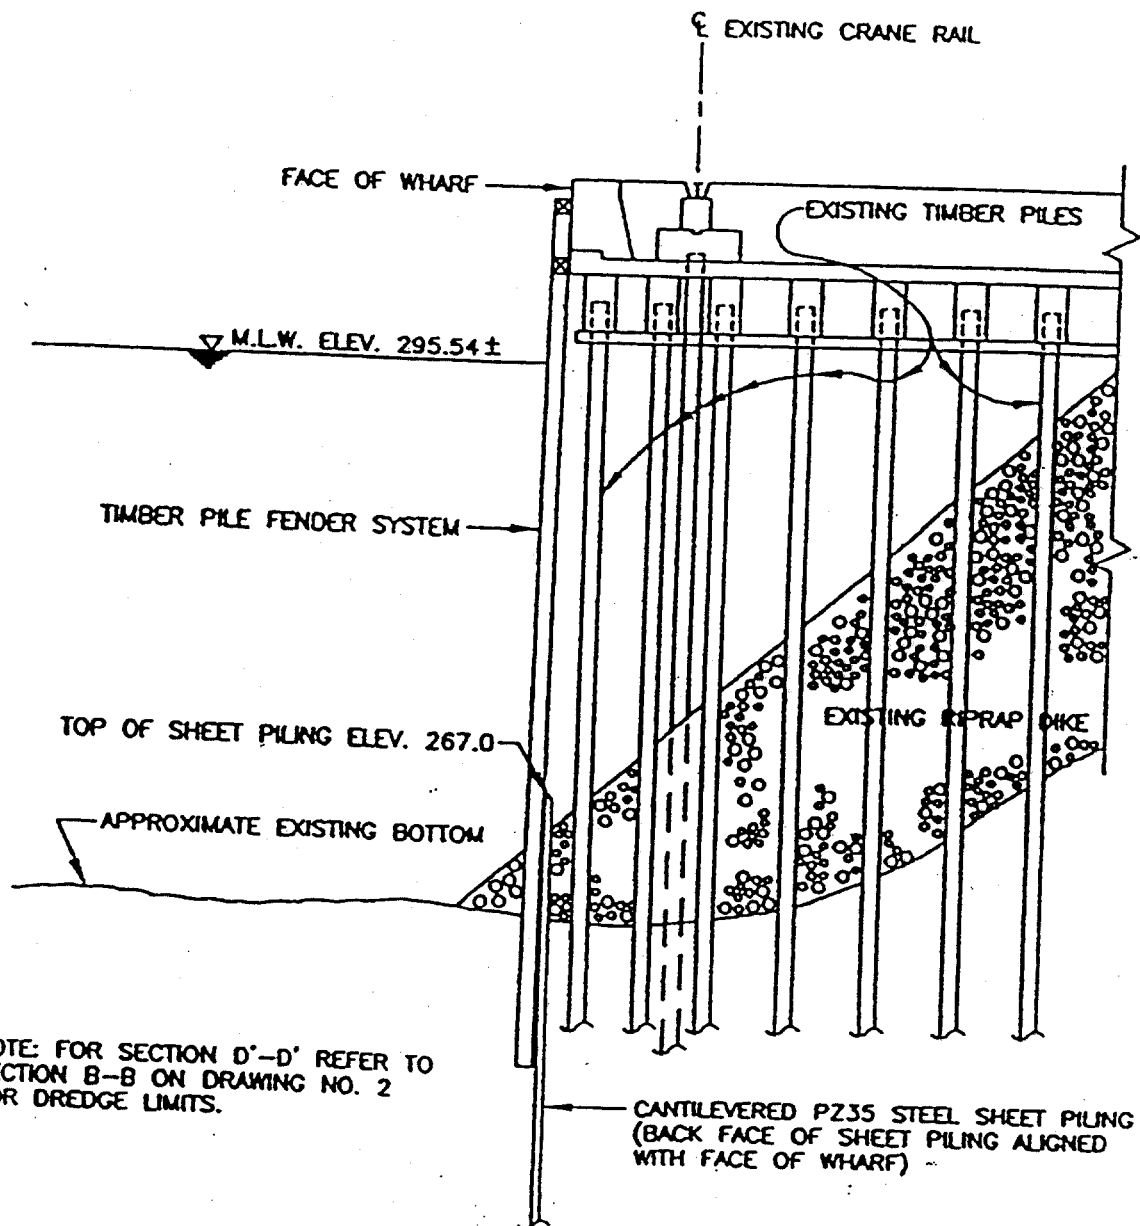 ℄ EXISTING CRANE RAIL
FACE OF WHARF
EXISTING TIMBER PILES
M.L.W. ELEV. 295.54±
TIMBER PILE FENDER SYSTEM
EXISTING RIPRAP DIKE
TOP OF SHEET PILING ELEV. 267.0
APPROXIMATE EXISTING BOTTOM
OTE: FOR SECTION D'-D' REFER TO
ECTION B-B ON DRAWING NO. 2
OR DREDGE LIMITS.
CANTILEVERED PZ35 STEEL SHEET PILING
(BACK FACE OF SHEET PILING ALIGNED
WITH FACE OF WHARF)